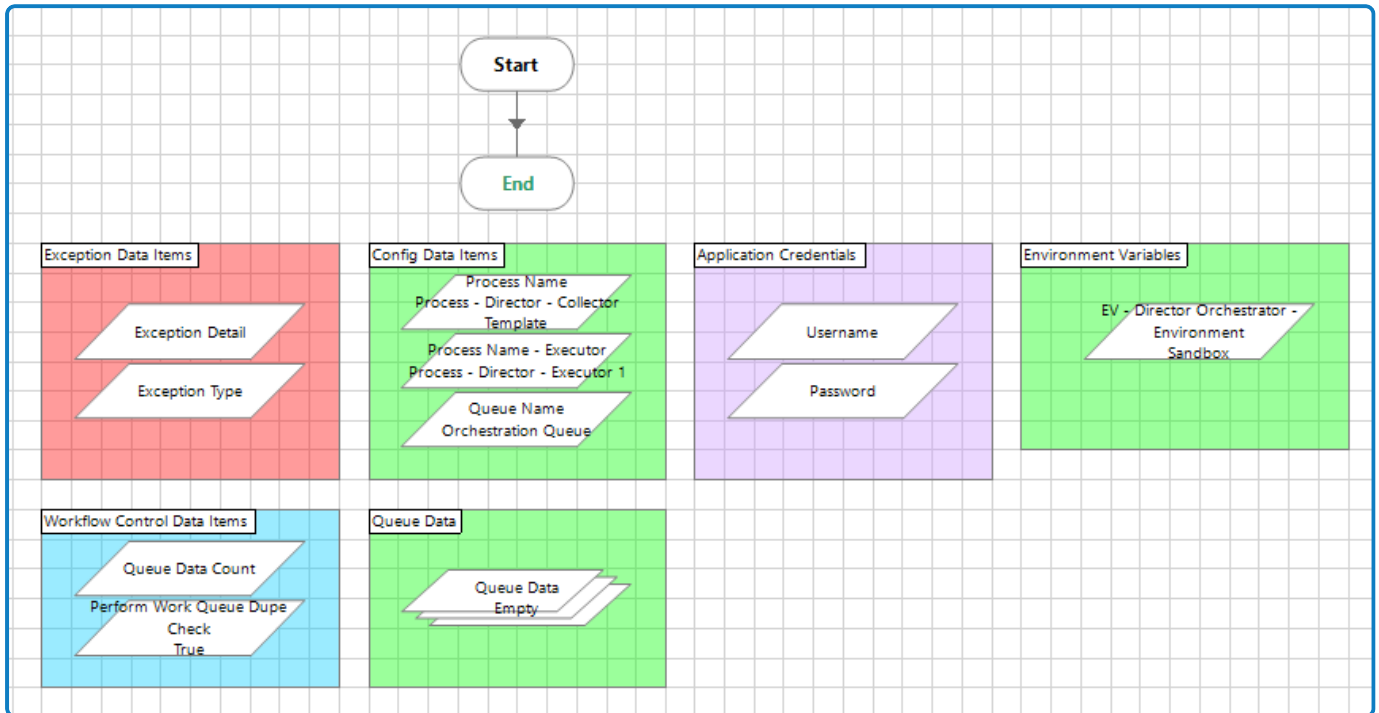 Start
End
Exception Data Items
Exception Detail
Exception Type
Config Data Items
Process Name
Process - Director - Collector
Template
Process Name - Executor
Process - Director - Executor 1
Queue Name
Orchestration Queue
Application Credentials
Username
Password
Environment Variables
EV - Director Orchestrator -
Environment
Sandbox
Workflow Control Data Items
Queue Data Count
Perform Work Queue Dupe
Check
True
Queue Data
Queue Data
Empty